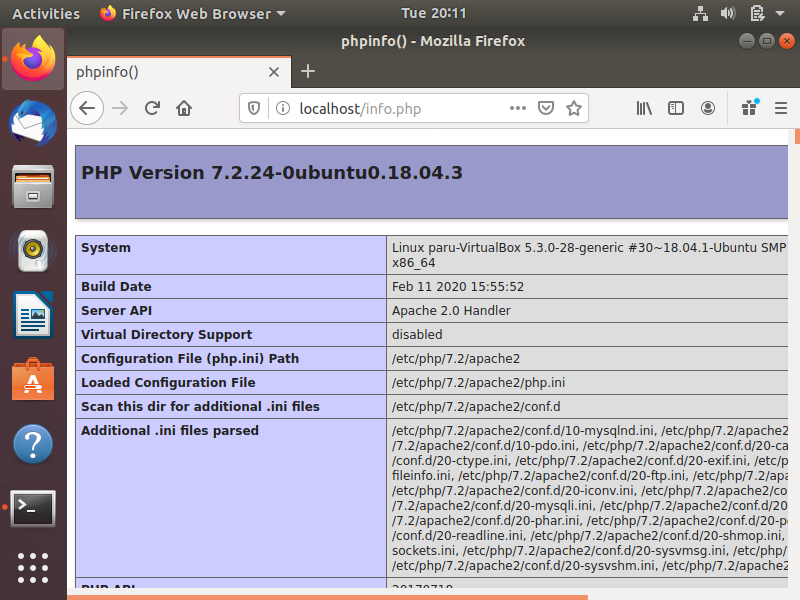 Activities Firefox Web Browser Tue 20:11
phpinfo() - Mozilla Firefox
phpinfo()
localhost/info.php
PHP Version 7.2.24-0ubuntu0.18.04.3
System Linux paru-VirtualBox 5.3.0-28-generic #30~18.04.1-Ubuntu SMP
x86_64
Build Date Feb 11 2020 15:55:52
Server API Apache 2.0 Handler
Virtual Directory Support disabled
Configuration File (php.ini) Path /etc/php/7.2/apache2
Loaded Configuration File /etc/php/7.2/apache2/php.ini
Scan this dir for additional .ini files /etc/php/7.2/apache2/conf.d
Additional .ini files parsed /etc/php/7.2/apache2/conf.d/10-mysqlnd.ini, /etc/php/7.2/apache2
/7.2/apache2/conf.d/10-pdo.ini, /etc/php/7.2/apache2/conf.d/20-ca
/conf.d/20-ctype.ini, /etc/php/7.2/apache2/conf.d/20-exif.ini, /etc/p
fileinfo.ini, /etc/php/7.2/apache2/conf.d/20-ftp.ini, /etc/php/7.2/apa
/etc/php/7.2/apache2/conf.d/20-iconv.ini, /etc/php/7.2/apache2/co
/7.2/apache2/conf.d/20-mysqli.ini, /etc/php/7.2/apache2/conf.d/20
/7.2/apache2/conf.d/20-phar.ini, /etc/php/7.2/apache2/conf.d/20-p
/conf.d/20-readline.ini, /etc/php/7.2/apache2/conf.d/20-shmop.ini,
sockets.ini, /etc/php/7.2/apache2/conf.d/20-sysvmsg.ini, /etc/php/
/etc/php/7.2/apache2/conf.d/20-sysvshm.ini, /etc/php/7.2/apache2
PHP API 20170718